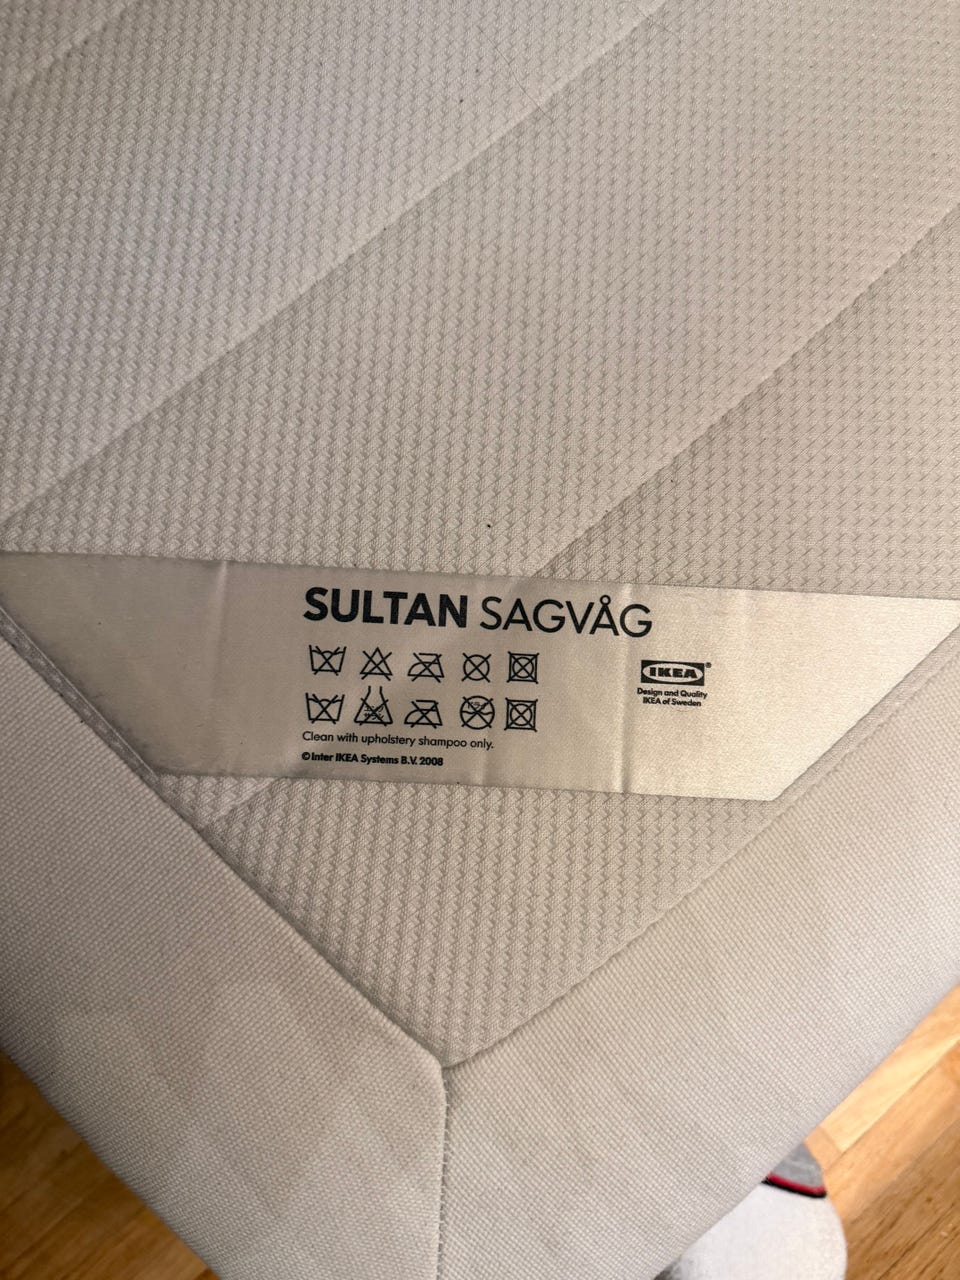 SULTAN SAGVÅG
IKEA®
Design and Quality
IKEA of Sweden
Clean with upholstery shampoo only.
©Inter IKEA Systems B.V. 2008